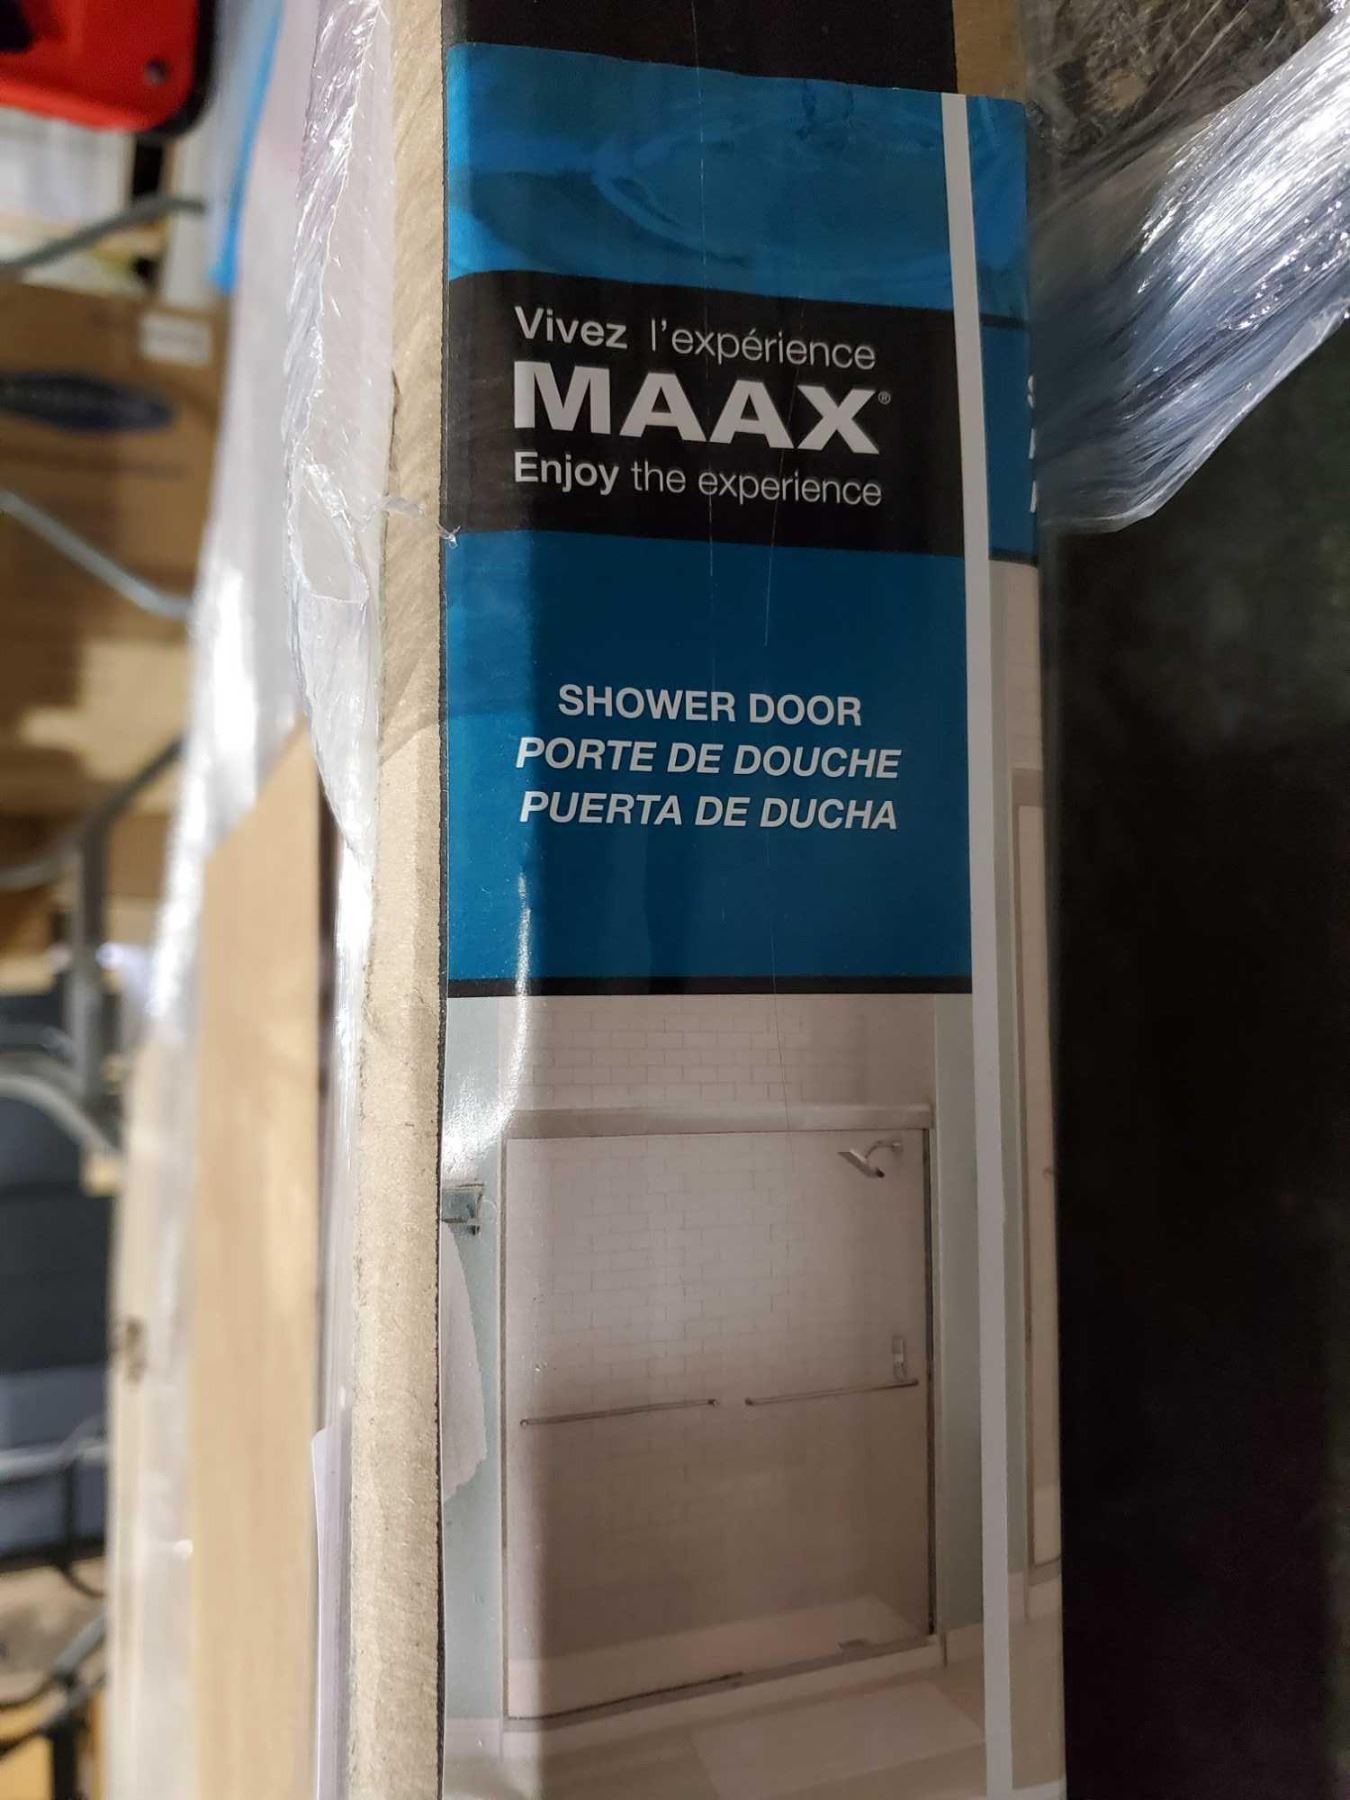 Vivez l'expérience
MAAX®
Enjoy the experience
SHOWER DOOR
PORTE DE DOUCHE
PUERTA DE DUCHA